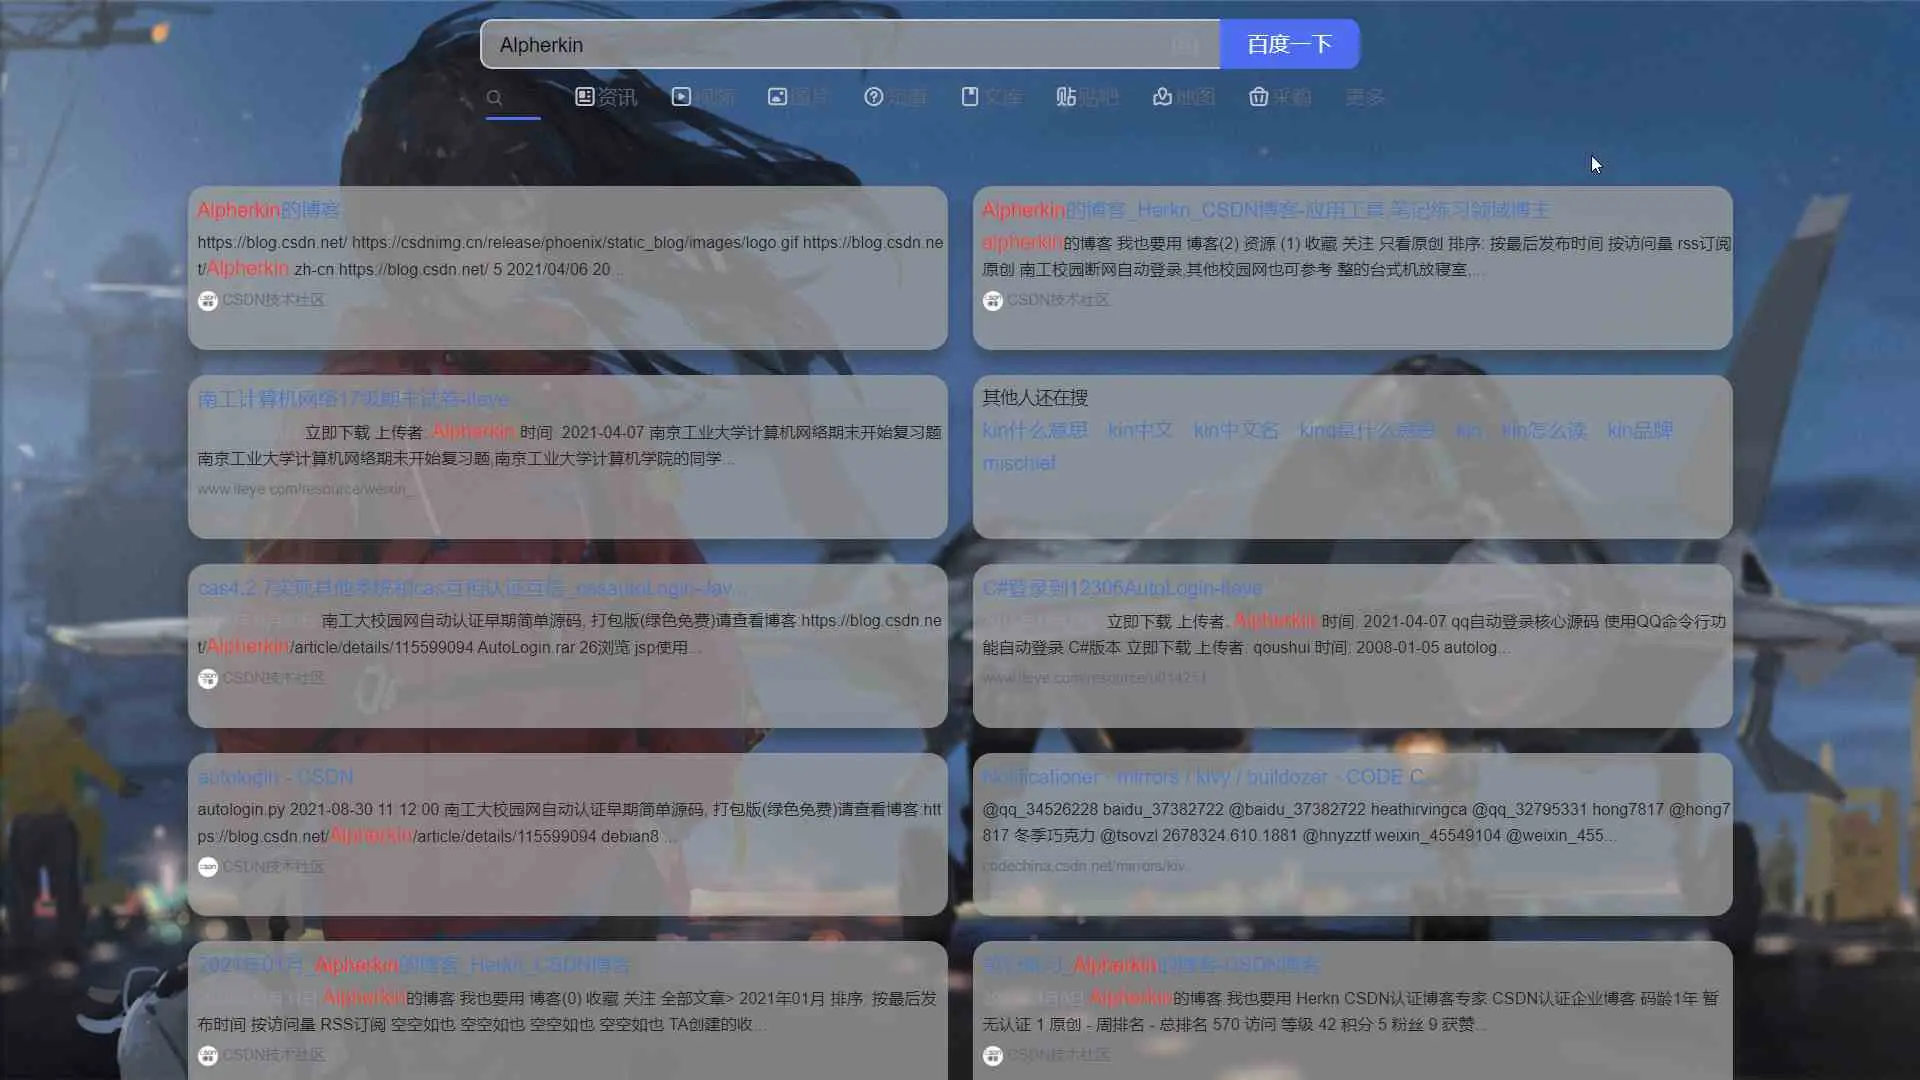 Alpherkin
百度一下
资讯 视频 图片 知道 文库 贴吧 地图 采购 更多
Alpherkin的博客
https://blog.csdn.net/ https://csdnimg.cn/release/phoenix/static_blog/images/logo.gif https://blog.csdn.ne
t/Alpherkin zh-cn https://blog.csdn.net/ 5 2021/04/06 20...
CSDN技术社区
Alpherkin的博客_Herkn_CSDN博客-应用工具,笔记练习领域博主
alpherkin的博客 我也要用 博客(2) 资源 (1) 收藏 关注 只看原创 排序: 按最后发布时间 按访问量 rss订阅
原创 南工校园断网自动登录,其他校园网也可参考 整的台式机放寝室,...
CSDN技术社区
南工计算机网络17级期末试卷-iteye
立即下载 上传者: Alpherkin 时间: 2021-04-07 南京工业大学计算机网络期末开始复习题
南京工业大学计算机网络期末开始复习题,南京工业大学计算机学院的同学...
www.iteye.com/resource/weixin_
其他人还在搜
kin什么意思 kin中文 kin中文名 king是什么意思 kin kin怎么读 kin品牌
mischief
cas4.2.7实现其他系统和cas互相认证互信_casautoLogin-Jav...
南工大校园网自动认证早期简单源码, 打包版(绿色免费)请查看博客:https://blog.csdn.ne
t/Alpherkin/article/details/115599094 AutoLogin.rar 26浏览 jsp使用...
CSDN技术社区
C#登录到12306AutoLogin-iteye
立即下载 上传者: Alpherkin 时间: 2021-04-07 qq自动登录核心源码 使用QQ命令行功
能自动登录 C#版本 立即下载 上传者: qoushui 时间: 2008-01-05 autolog...
www.iteye.com/resource/u014251
autologin - CSDN
autologin.py 2021-08-30 11:12:00 南工大校园网自动认证早期简单源码, 打包版(绿色免费)请查看博客:htt
ps://blog.csdn.net/Alpherkin/article/details/115599094 debian8 ...
CSDN技术社区
Notificationer · mirrors / kivy / buildozer · CODE C...
@qq_34526228 baidu_37382722 @baidu_37382722 heathirvingca @qq_32795331 hong7817 @hong7
817 冬季巧克力 @tsovzl 2678324.610.1881 @hnyzztf weixin_45549104 @weixin_455...
codechina.csdn.net/mirrors/kiv...
2021年01月_Alpherkin的博客_Herkn_CSDN博客
Alpherkin的博客 我也要用 博客(0) 收藏 关注 全部文章> 2021年01月 排序: 按最后发
布时间 按访问量 RSS订阅 空空如也 空空如也 空空如也 空空如也 TA创建的收...
CSDN技术社区
_Alpherkin的博客-CSDN博客
Alpherkin的博客 我也要用 Herkn CSDN认证博客专家 CSDN认证企业博客 码龄1年 暂
无认证 1 原创 - 周排名 - 总排名 570 访问 等级 42 积分 5 粉丝 9 获赞...
CSDN技术社区